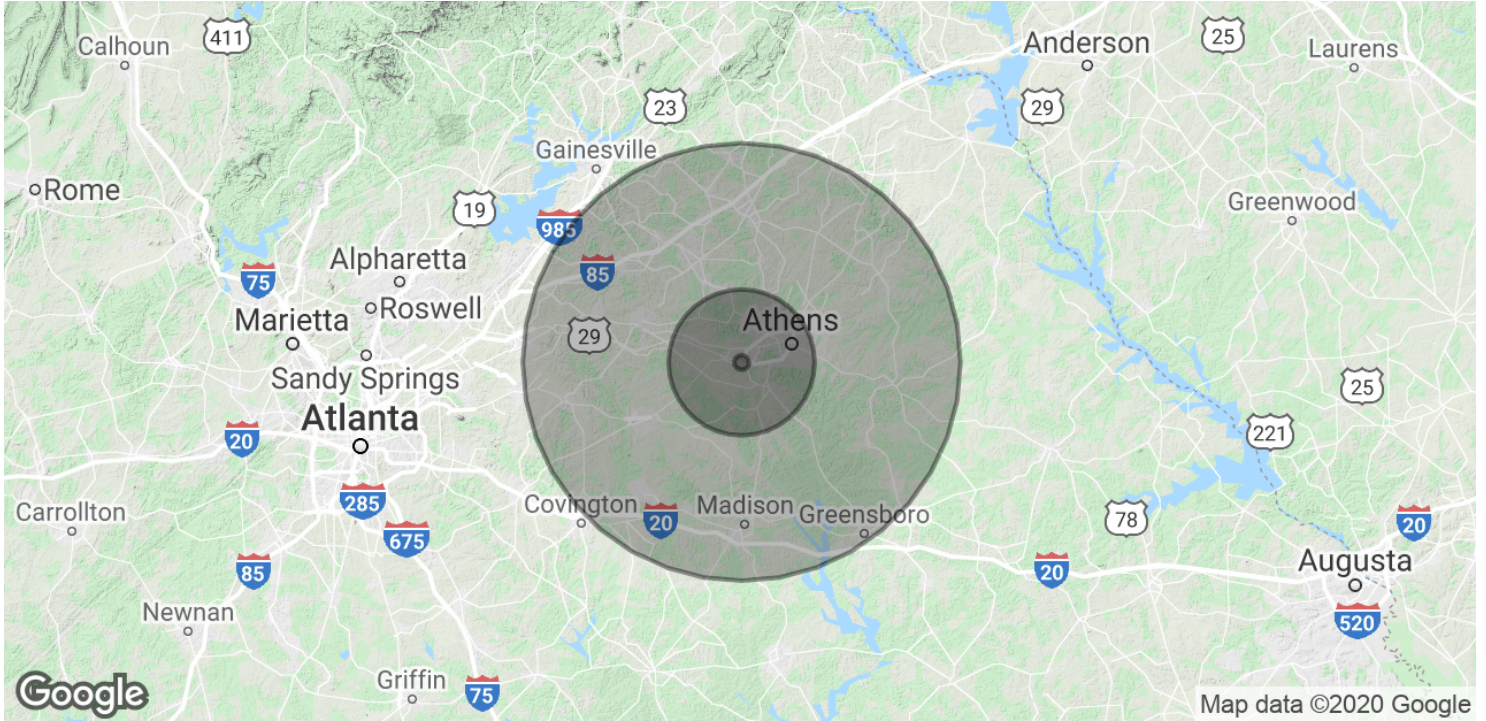 Calhoun
411
Anderson
25
Laurens
23
29
Gainesville
Rome
19
985
Greenwood
Alpharetta
75
85
Roswell
Marietta
29
Athens
Sandy Springs
25
Atlanta
20
221
285
Covington
20
Madison
Greensboro
78
20
Carrollton
675
85
20
Augusta
Newnan
520
Griffin
75
Google
Map data ©2020 Google